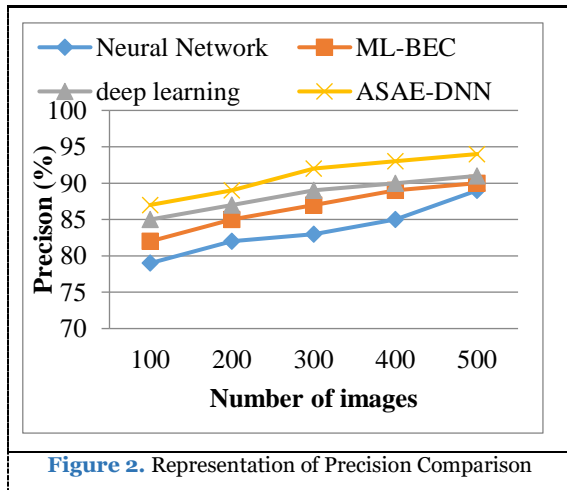 Neural Network ML-BEC
deep learning ASAE-DNN
100
95
90
85
80
75
70
Precison (%)
100 200 300 400 500
Number of images
Figure 2. Representation of Precision Comparison